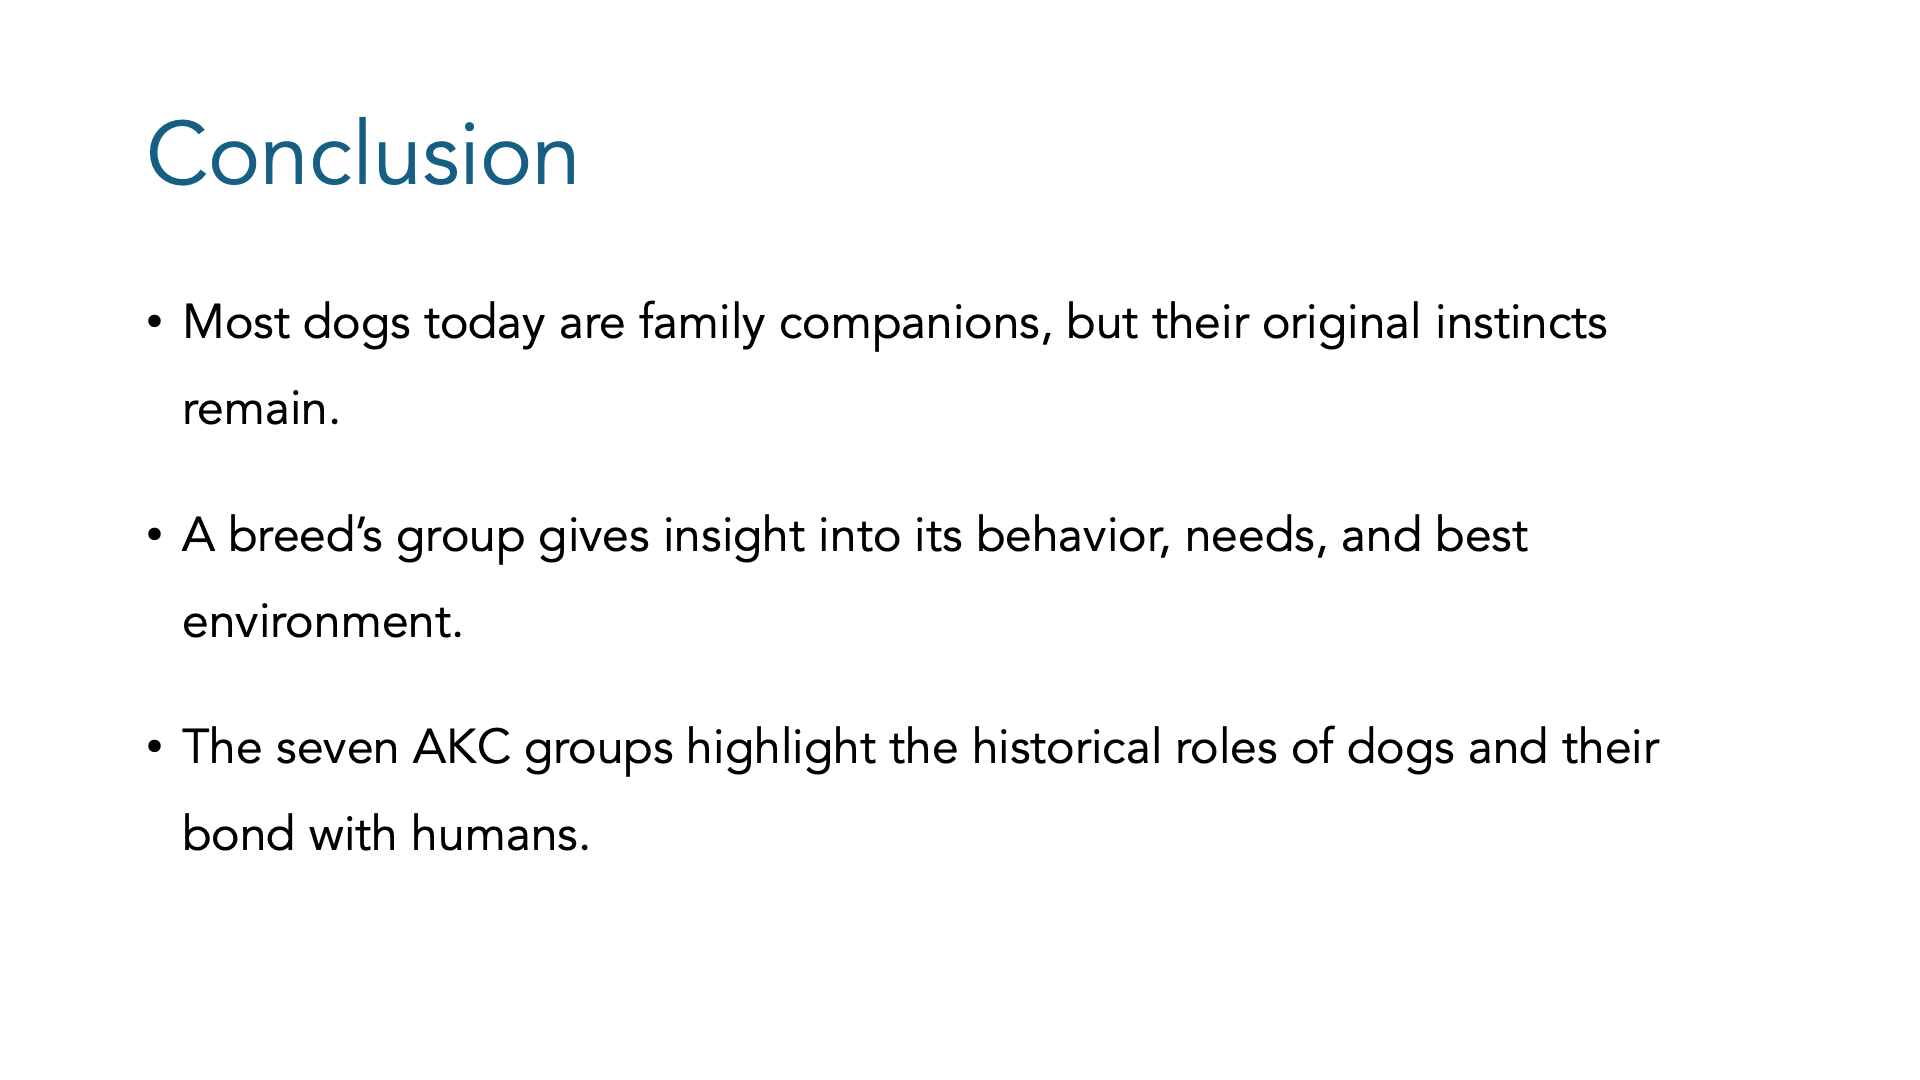 Conclusion
• Most dogs today are family companions, but their original instincts
remain.
• A breed’s group gives insight into its behavior, needs, and best
environment.
• The seven AKC groups highlight the historical roles of dogs and their
bond with humans.